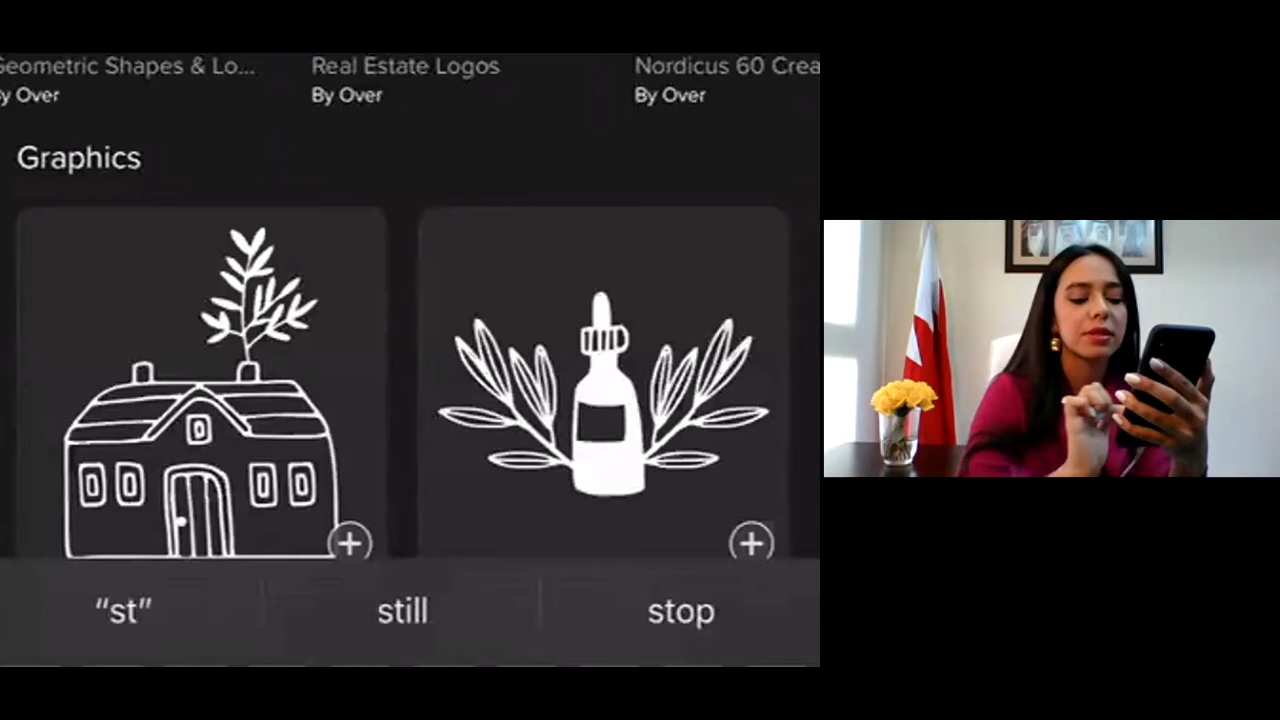 Geometric Shapes & Lo...
Real Estate Logos
Nordicus 60 Crea
y Over
By Over
By Over
Graphics
“st”
still
stop